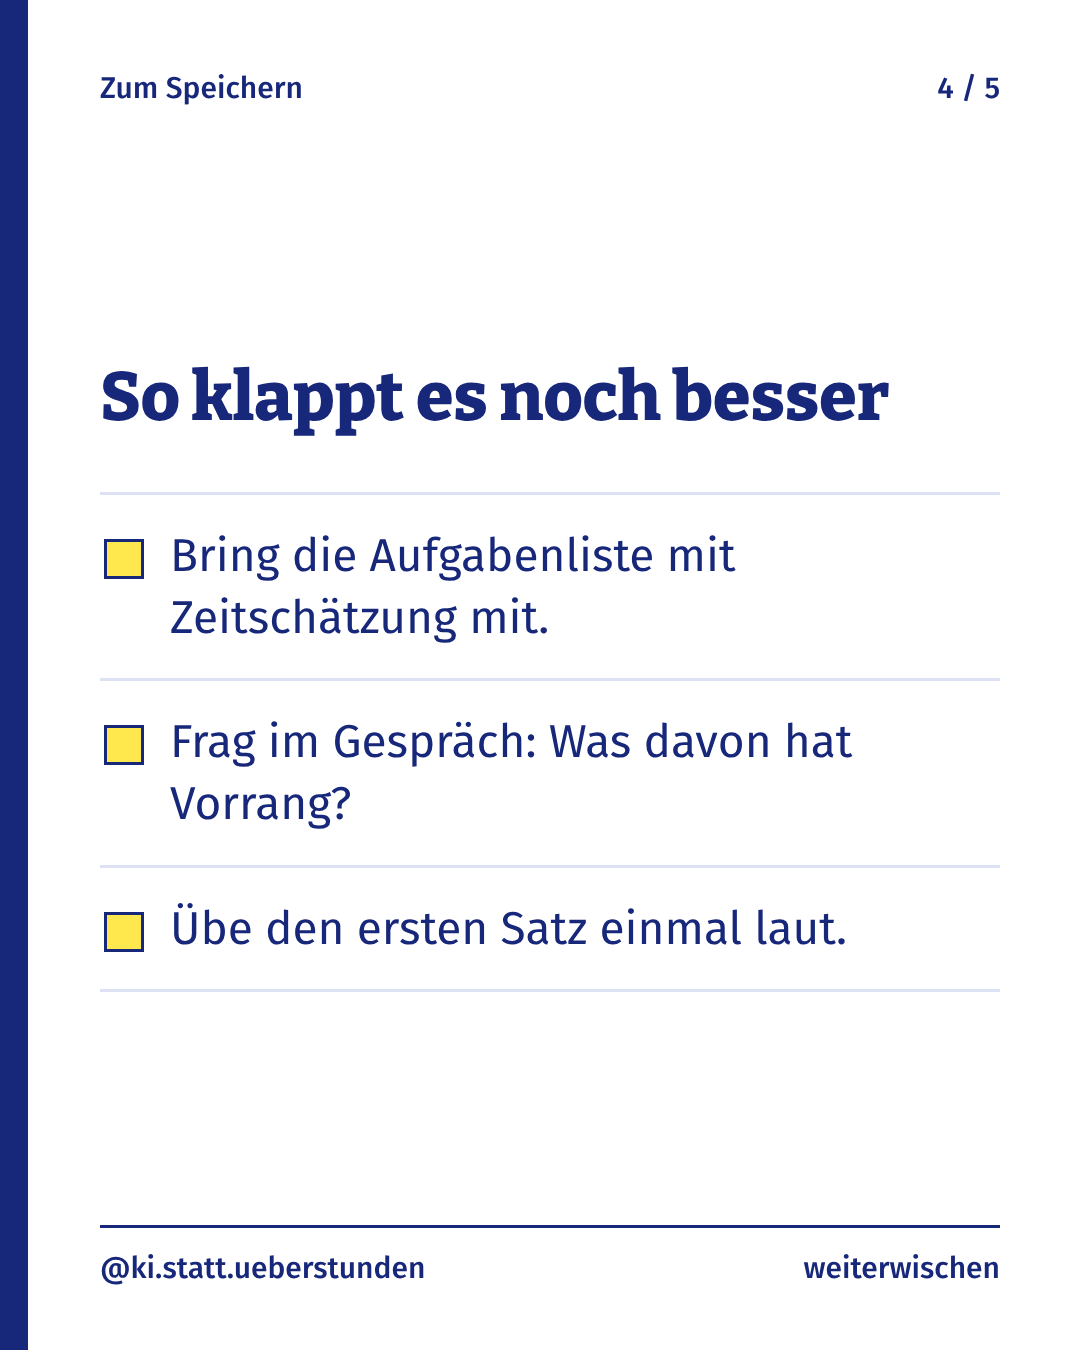 Zum Speichern
4 / 5
So klappt es noch besser
Bring die Aufgabenliste mit
Zeitschätzung mit.
Frag im Gespräch: Was davon hat
Vorrang?
Übe den ersten Satz einmal laut.
@ki.statt.ueberstunden
weiterwischen